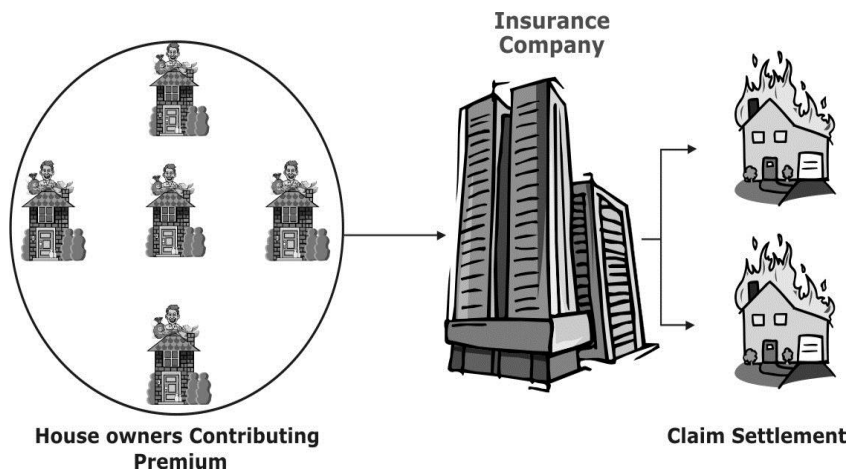 Insurance
Company
House owners Contributing
Premium
Claim Settlement